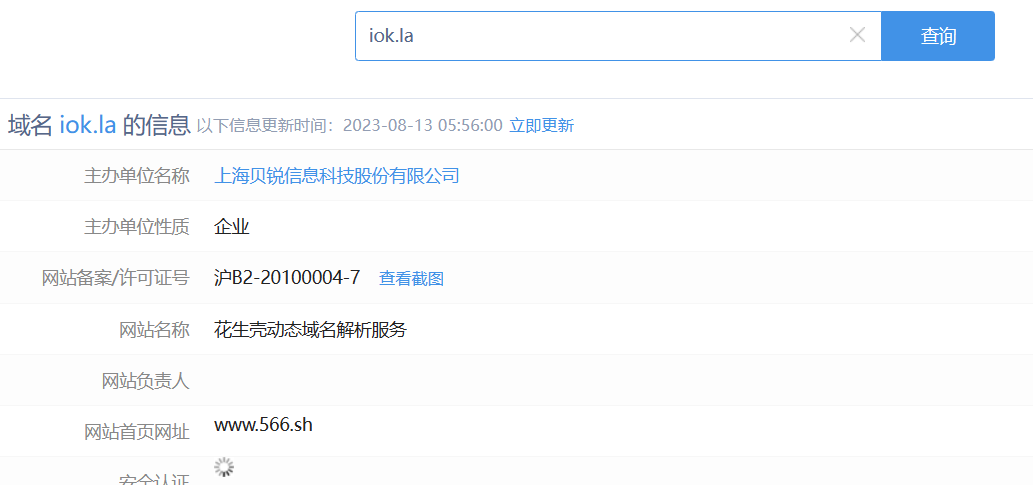 iok.la
查询
域名 iok.la 的信息 以下信息更新时间：2023-08-13 05:56:00 立即更新
主办单位名称 上海贝锐信息科技股份有限公司
主办单位性质 企业
网站备案/许可证号 沪B2-20100004-7 查看截图
网站名称 花生壳动态域名解析服务
网站负责人
网站首页网址 www.566.sh
安全认证